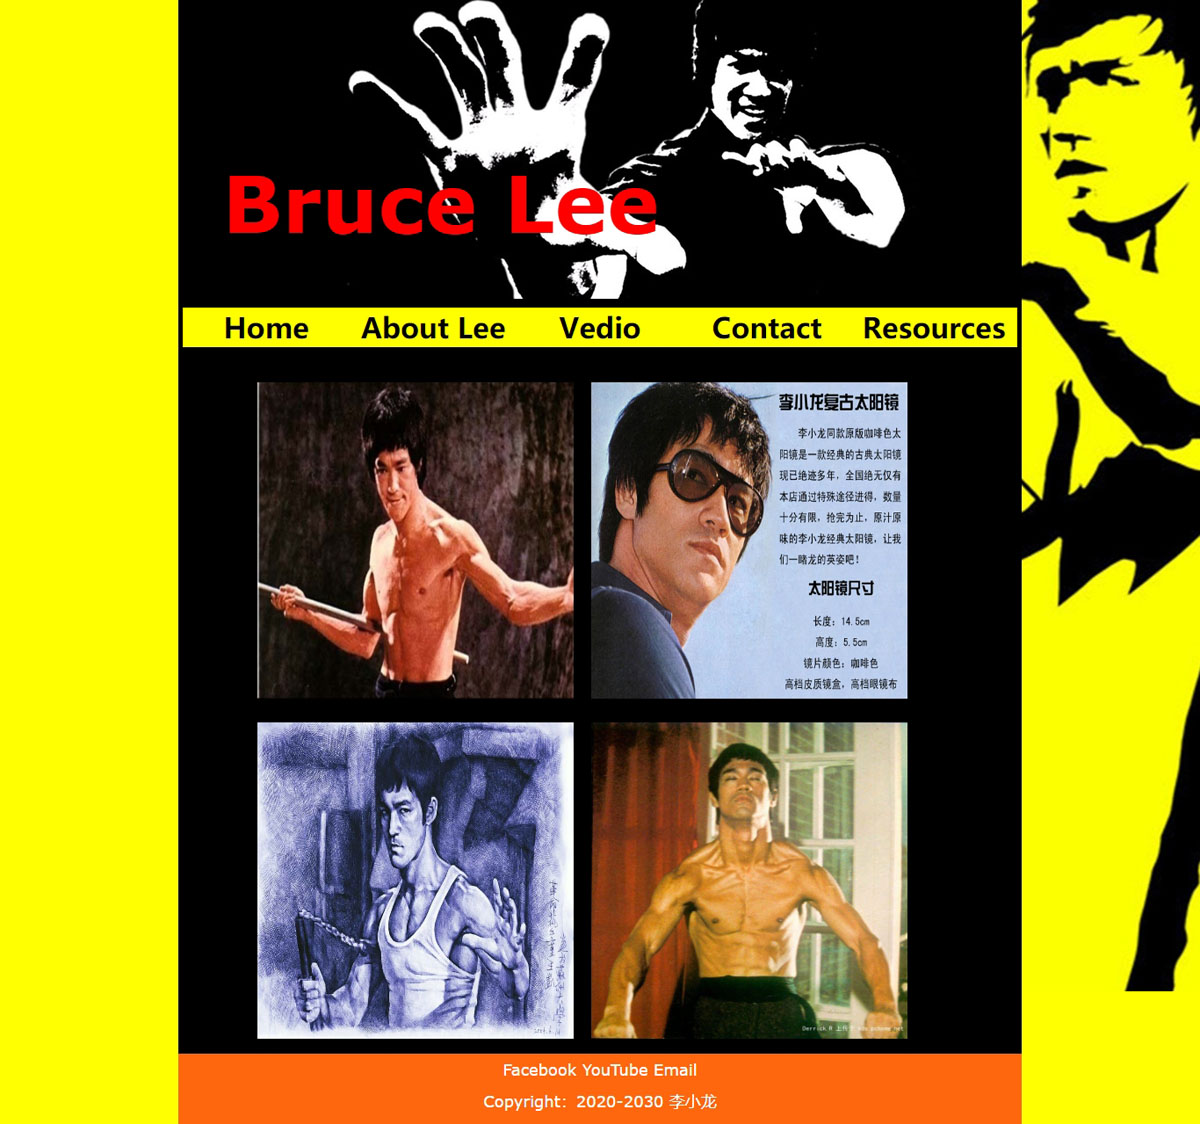 Bruce Lee
Home About Lee Vedio Contact Resources
李小龙复古太阳镜
李小龙同款原版咖啡色太
阳镜是一款经典的古典太阳镜
现已绝迹多年，全国绝无仅有
本店通过特殊途径进得，数量
十分有限，抢完为止，原汁原
味的李小龙经典太阳镜，让我
们一睹龙的英姿吧！
太阳镜尺寸
长度：14.5cm
高度：5.5cm
镜片颜色：咖啡色
高档皮质镜盒，高档眼镜布
Derrick R 上传于
Facebook YouTube Email
Copyright：2020-2030 李小龙